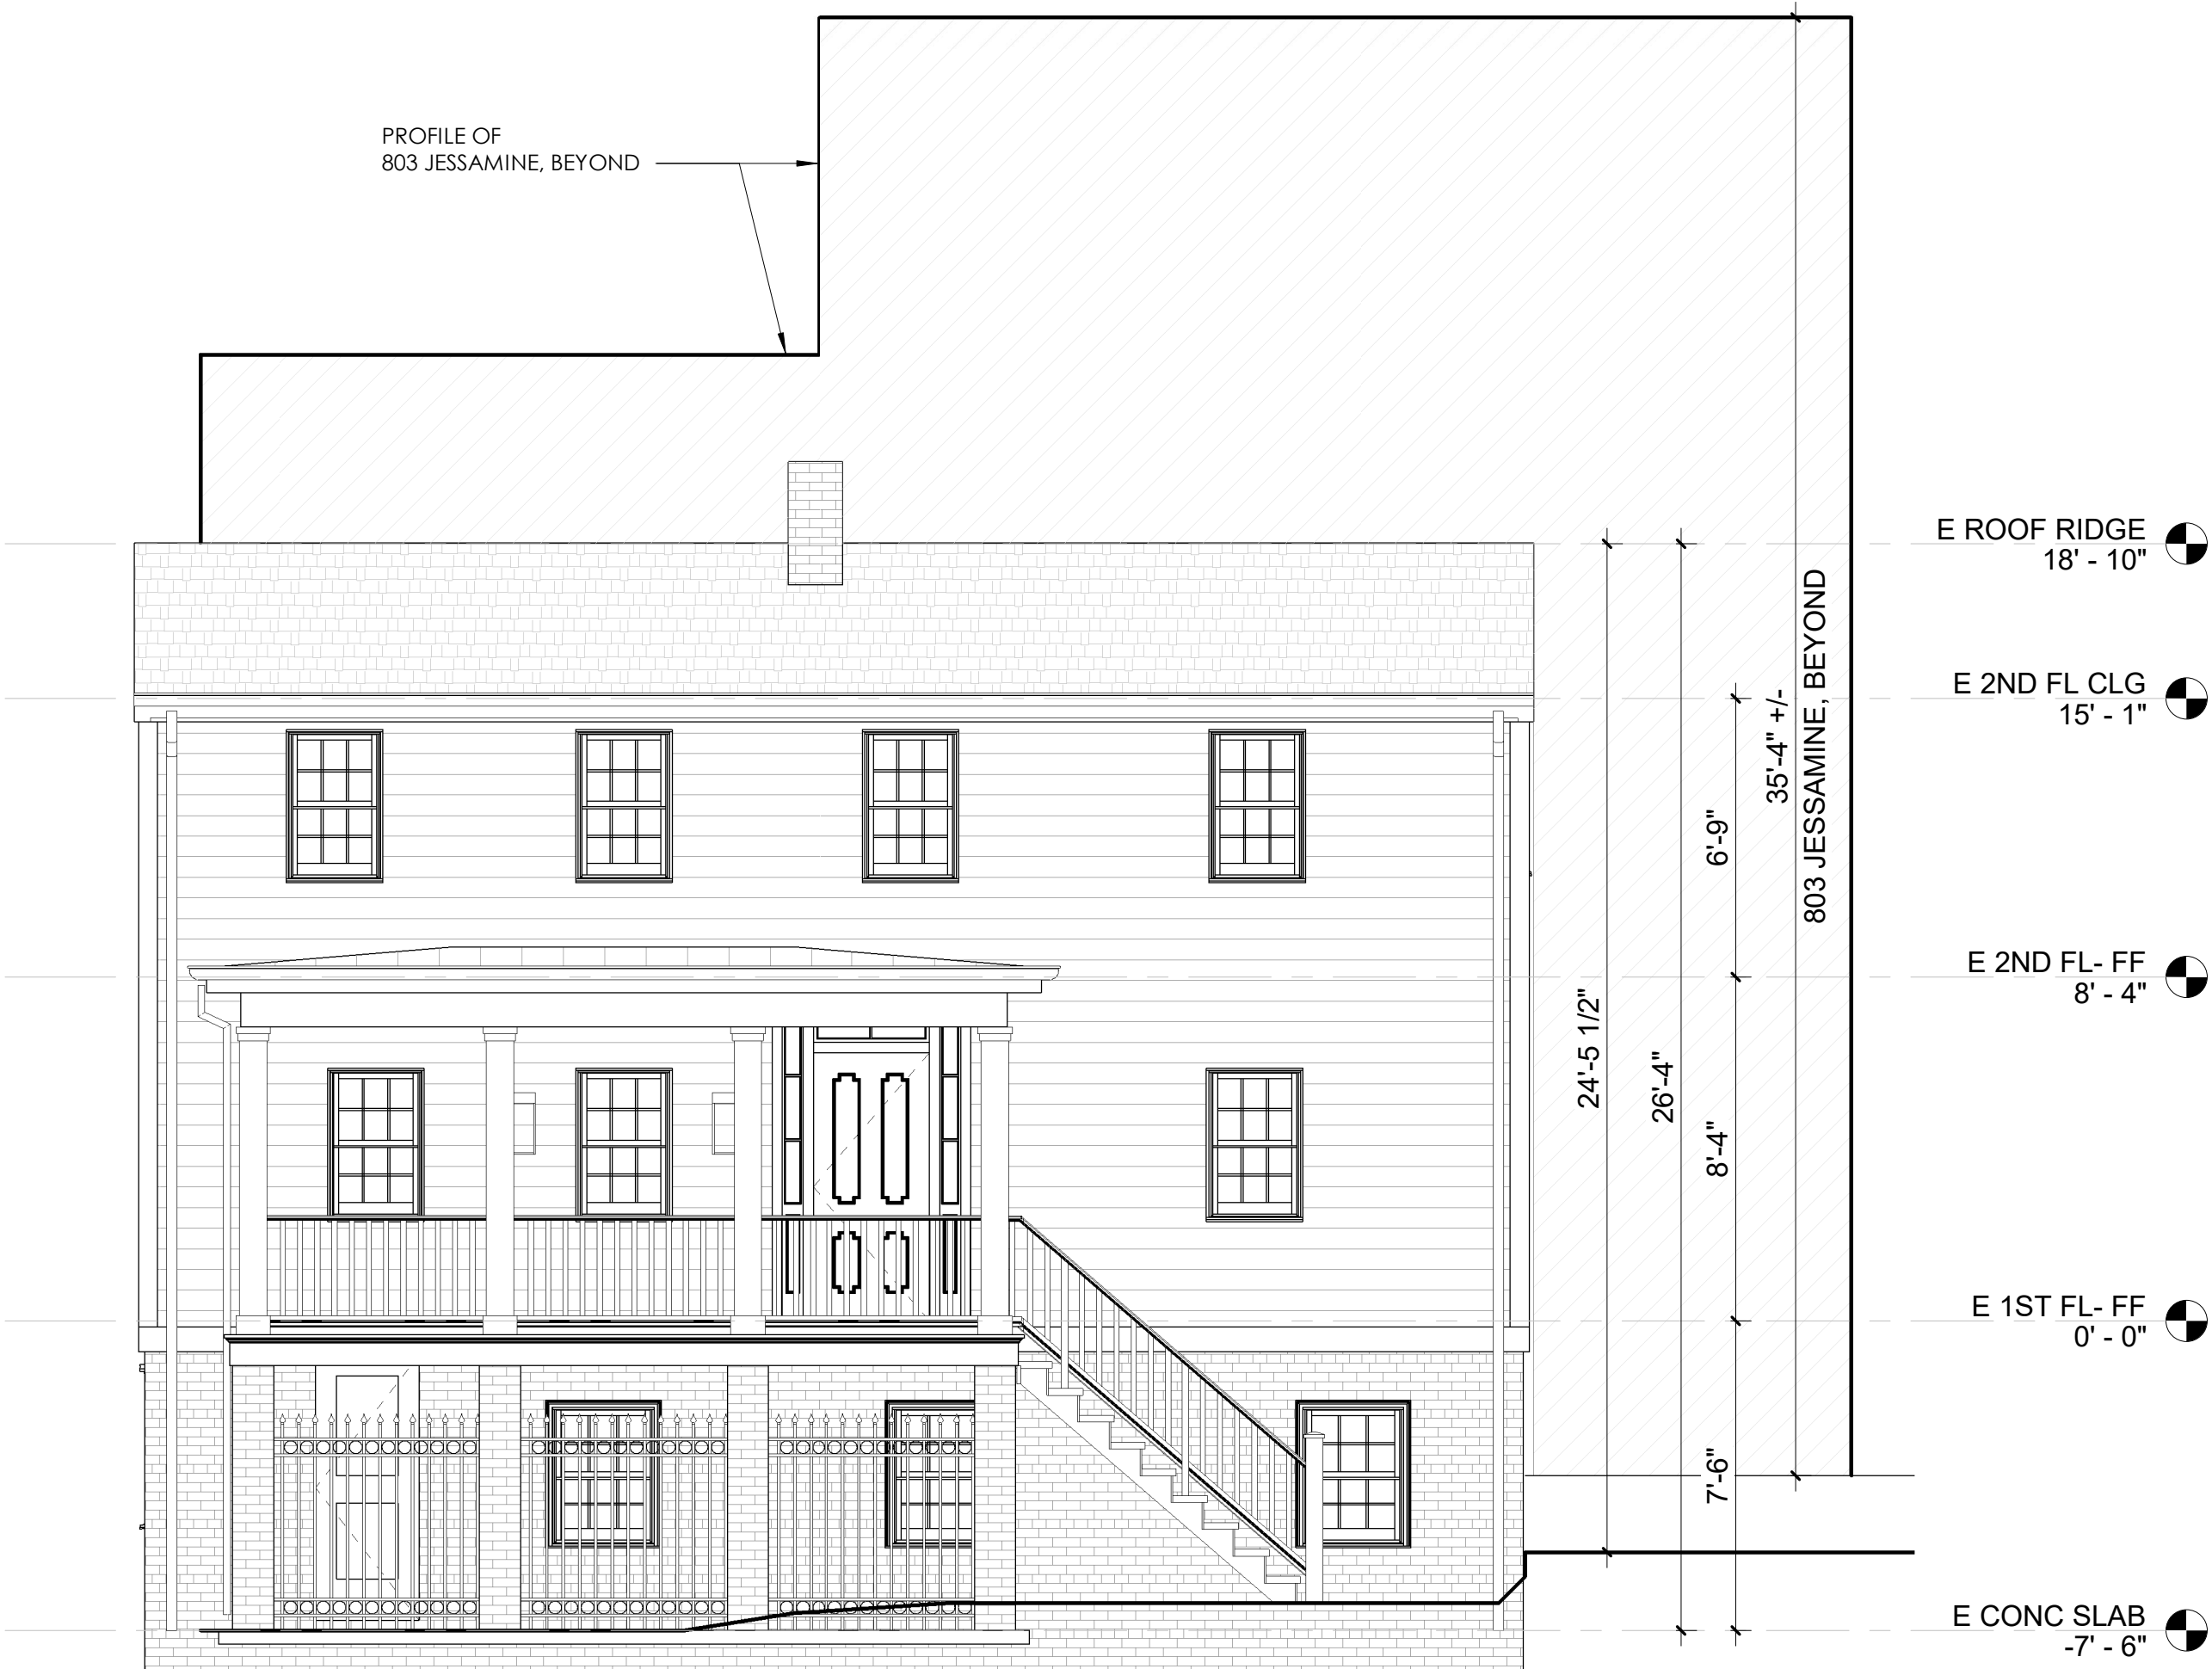 PROFILE OF
803 JESSAMINE, BEYOND
E ROOF RIDGE
18' - 10"
E 2ND FL CLG
15' - 1"
E 2ND FL- FF
8' - 4"
E 1ST FL- FF
0' - 0"
E CONC SLAB
-7' - 6"
24'-5 1/2"
26'-4"
6'-9"
8'-4"
7'-6"
35'-4" +/-
803 JESSAMINE, BEYOND